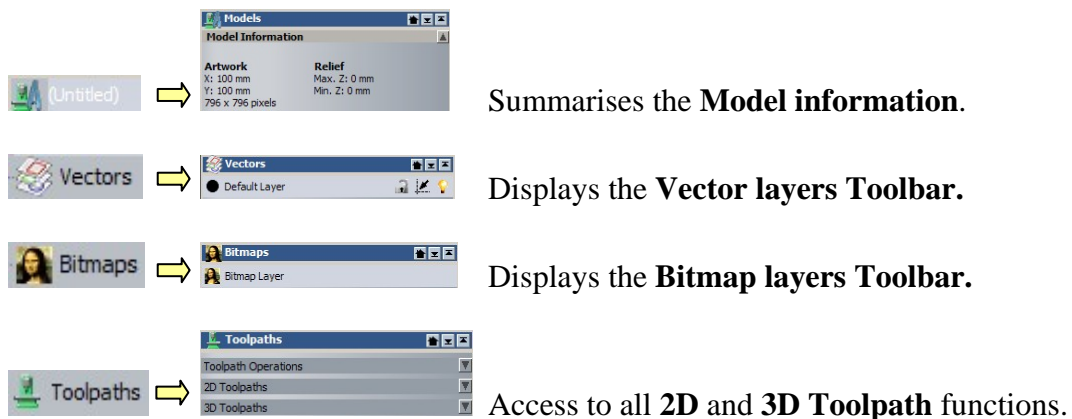 Models
Model Information
Artwork Relief
X: 100 mm Max. Z: 0 mm
Y: 100 mm Min. Z: 0 mm
796 x 796 pixels
(Untitled)
Summarises the Model information.
Vectors
Vectors
Default Layer
Displays the Vector layers Toolbar.
Bitmaps
Bitmaps
Bitmap Layer
Displays the Bitmap layers Toolbar.
Toolpaths
Toolpath Operations
2D Toolpaths
3D Toolpaths
Toolpaths
Access to all 2D and 3D Toolpath functions.